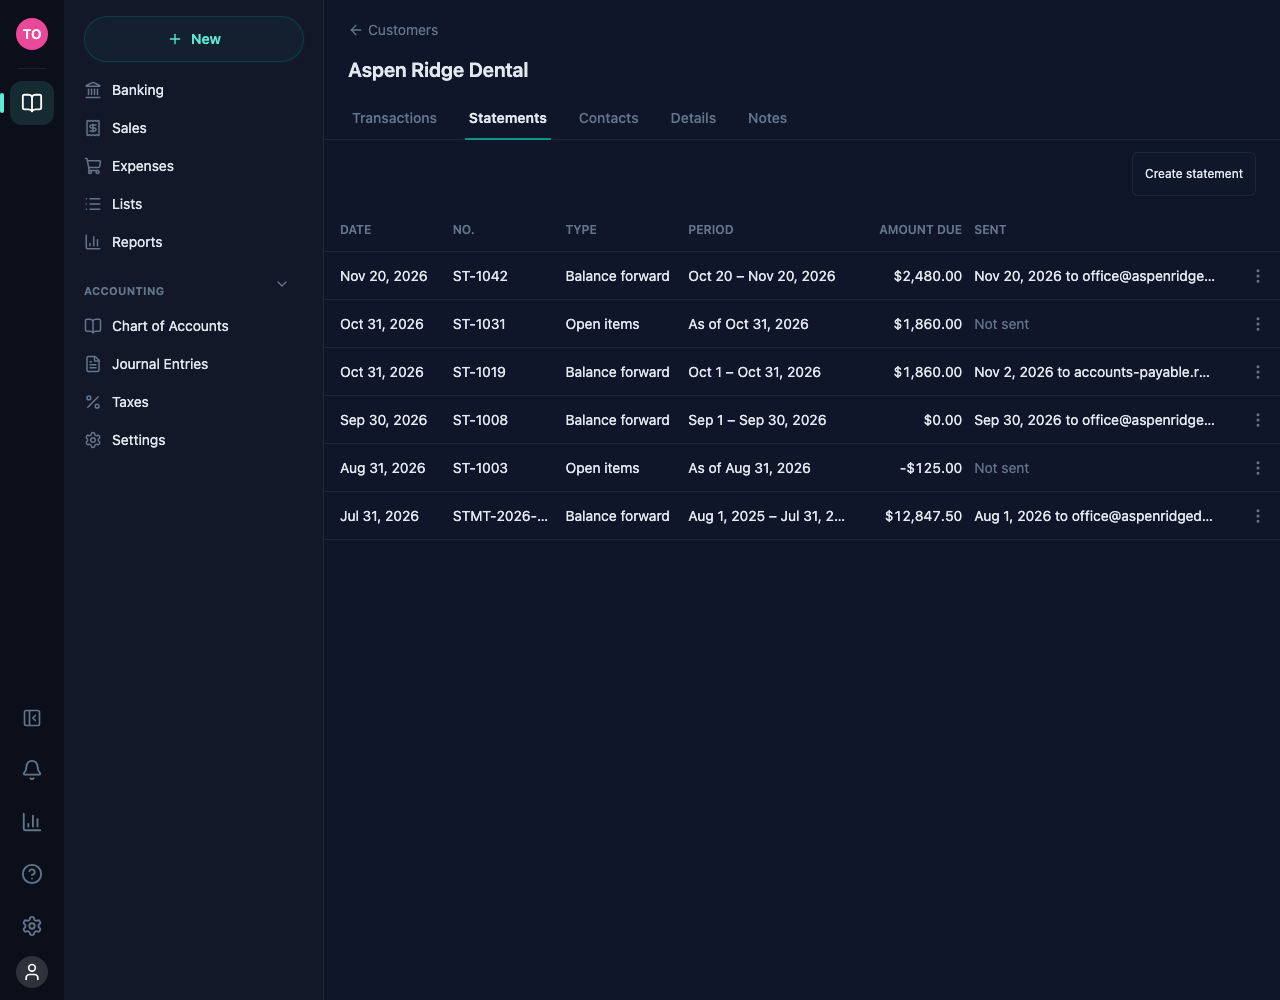 TO
New
Banking
Sales
Expenses
Lists
Reports
ACCOUNTING
Chart of Accounts
Journal Entries
Taxes
Settings
Customers
Aspen Ridge Dental
Transactions Statements Contacts Details Notes
Create statement
DATE NO. TYPE PERIOD AMOUNT DUE SENT
Nov 20, 2026 ST-1042 Balance forward Oct 20 – Nov 20, 2026 $2,480.00 Nov 20, 2026 to office@aspenridge...
Oct 31, 2026 ST-1031 Open items As of Oct 31, 2026 $1,860.00 Not sent
Oct 31, 2026 ST-1019 Balance forward Oct 1 – Oct 31, 2026 $1,860.00 Nov 2, 2026 to accounts-payable.r...
Sep 30, 2026 ST-1008 Balance forward Sep 1 – Sep 30, 2026 $0.00 Sep 30, 2026 to office@aspenridge...
Aug 31, 2026 ST-1003 Open items As of Aug 31, 2026 -$125.00 Not sent
Jul 31, 2026 STMT-2026-... Balance forward Aug 1, 2025 – Jul 31, 2... $12,847.50 Aug 1, 2026 to office@aspenridged...